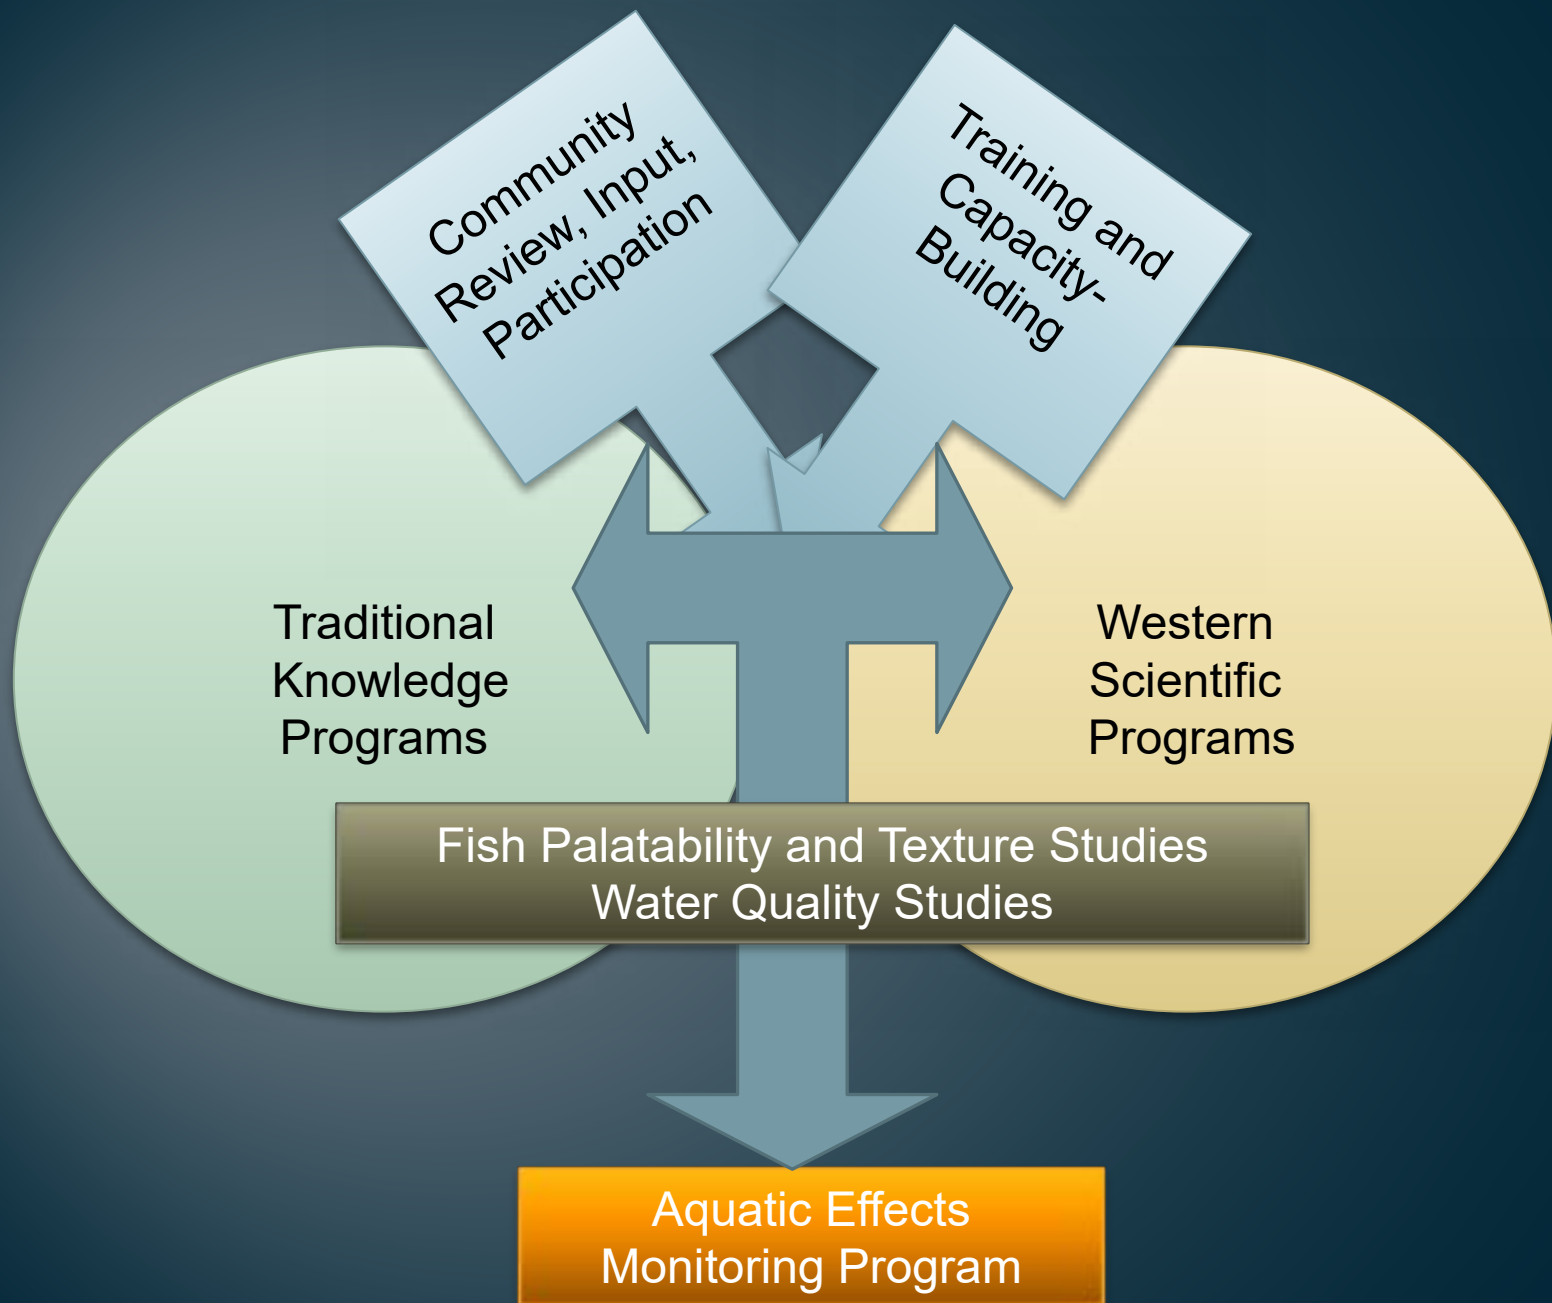 Community
Review, Input,
Participation
Training and
Capacity-
Building
Traditional
Knowledge
Programs
Western
Scientific
Programs
Fish Palatability and Texture Studies
Water Quality Studies
Aquatic Effects
Monitoring Program